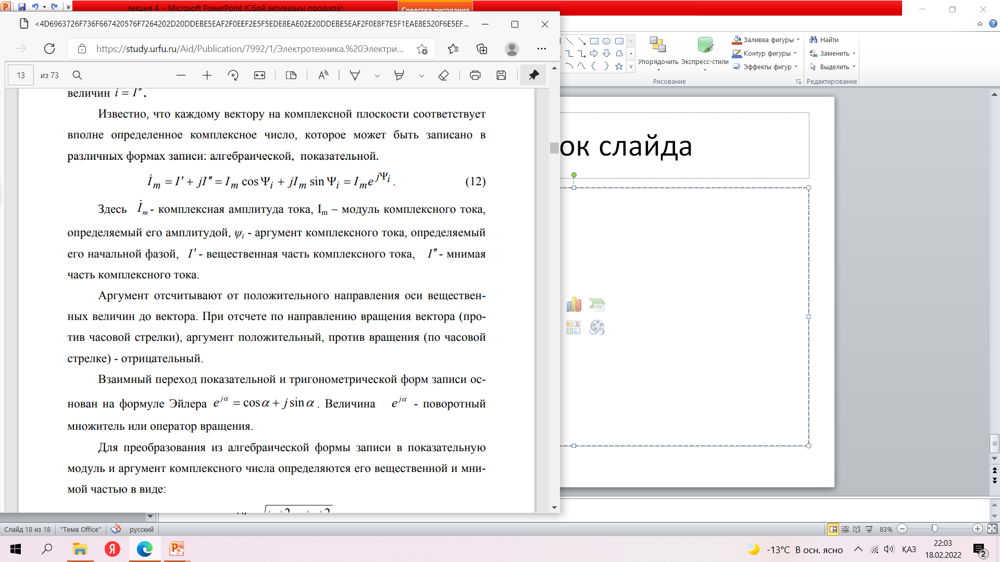 лекция 4 - Microsoft PowerPoint (Сбой активации продукта)
Средства рисования
<4D6963726F736F667420576F7264202D20DDEBE5EAF2F0EEF2E5F5EDE8EAE02E20DDEBE5EAF2F0E8F7E5F1EAE8E520F6E5EF...
https://study.urfu.ru/Aid/Publication/7992/1/Электротехника.%20Электри...
13 из 73
Упорядочить
Экспресс-стили
Заливка фигуры
Контур фигуры
Эффекты фигур
Рисование
Найти
Заменить
Выделить
Редактирование
величин i = I″.
Известно, что каждому вектору на комплексной плоскости соответствует
вполне определенное комплексное число, которое может быть записано в
различных формах записи: алгебраической, показательной.
İm = I′ + jI″ = Im cos Ψi + jIm sin Ψi = Im e^jΨi . (12)
Здесь İm - комплексная амплитуда тока, Im – модуль комплексного тока,
определяемый его амплитудой, ψi - аргумент комплексного тока, определяемый
его начальной фазой, I′ - вещественная часть комплексного тока, I″ - мнимая
часть комплексного тока.
Аргумент отсчитывают от положительного направления оси веществен-
ных величин до вектора. При отсчете по направлению вращения вектора (про-
тив часовой стрелки), аргумент положительный, против вращения (по часовой
стрелке) - отрицательный.
Взаимный переход показательной и тригонометрической форм записи ос-
нован на формуле Эйлера e^jα = cosα + j sinα . Величина e^jα - поворотный
множитель или оператор вращения.
Для преобразования из алгебраической формы записи в показательную
модуль и аргумент комплексного числа определяются его вещественной и мни-
мой частью в виде:
ок слайда
Слайд 18 из 18
"Тема Office"
русский
83%
-13°C В осн. ясно
ҚАЗ
22:03
18.02.2022
2